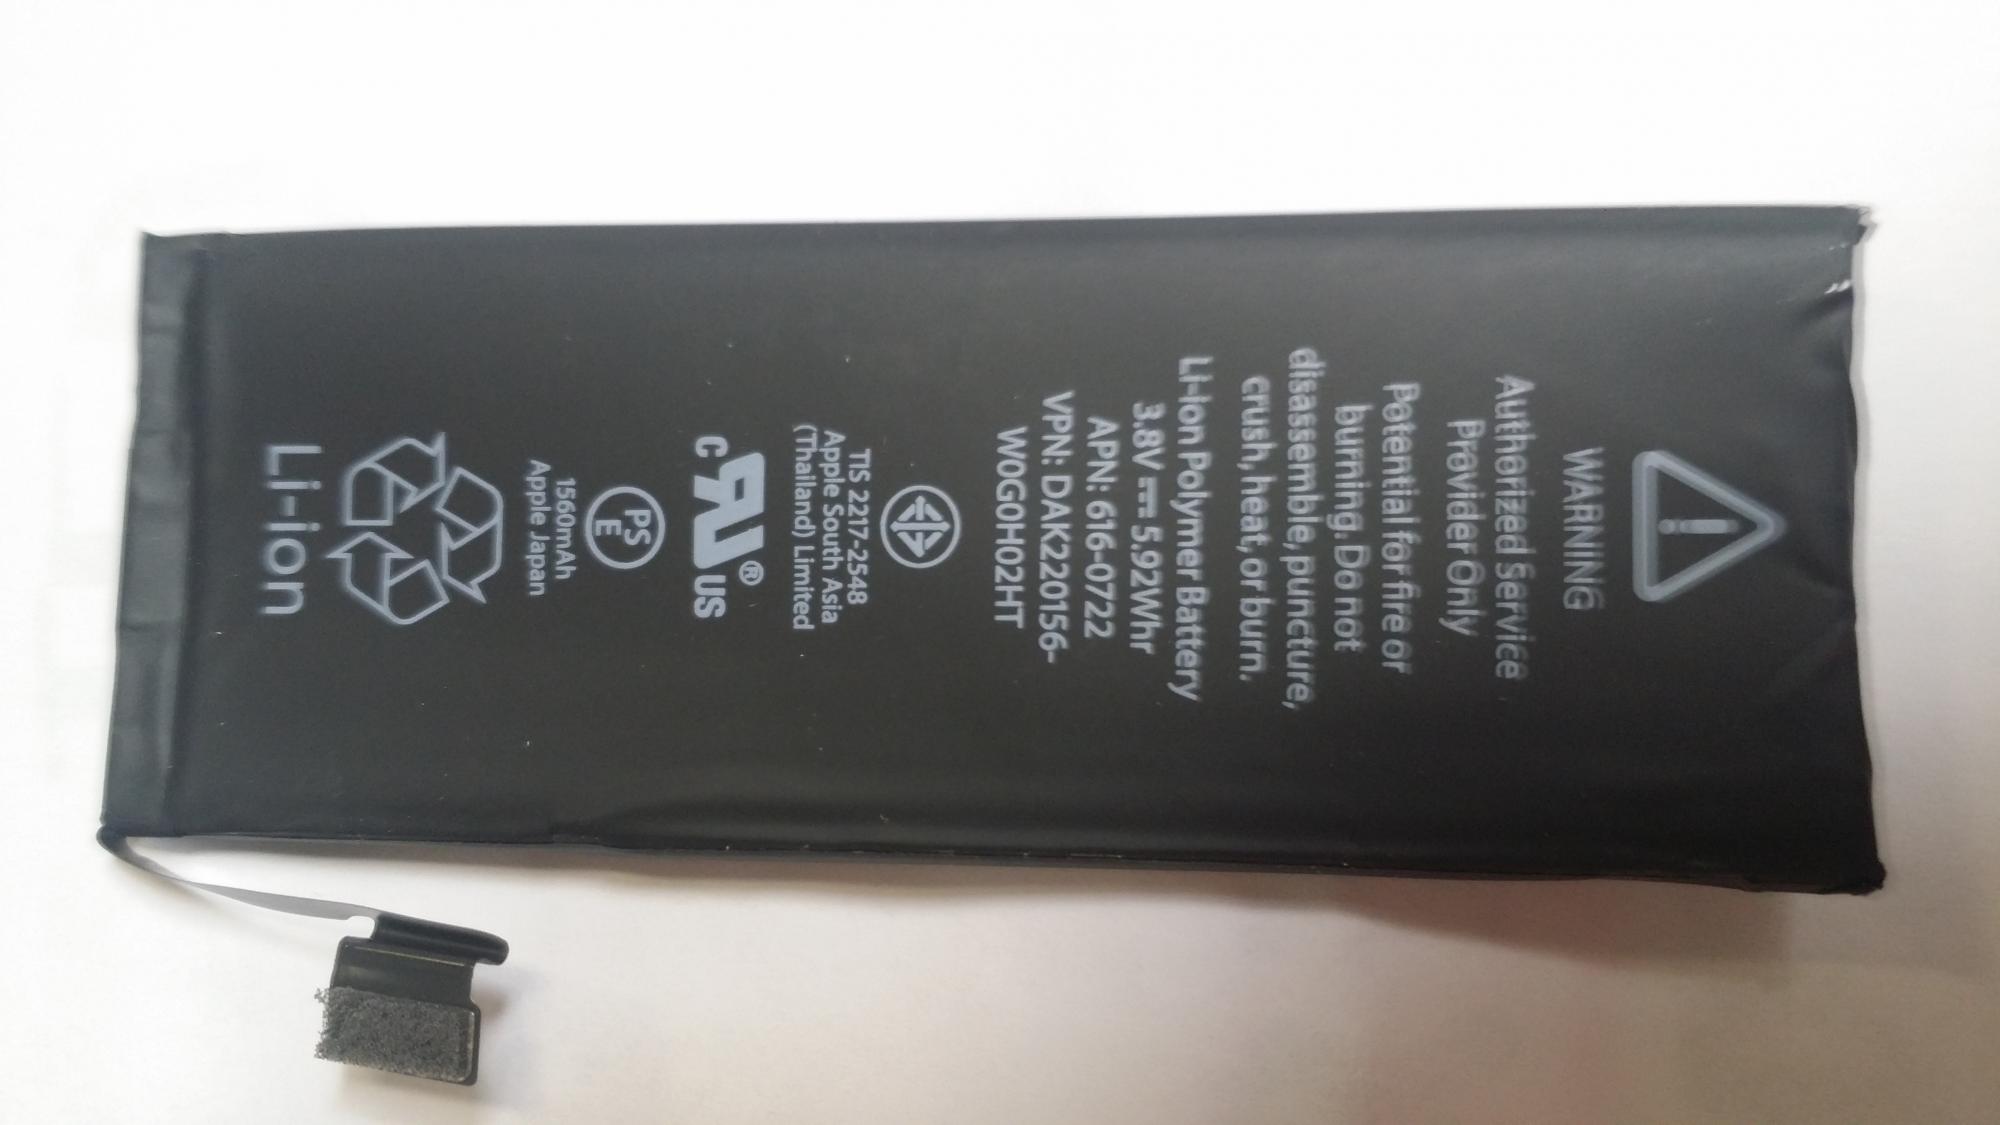 WARNING
Authorized Service
Provider Only
Potential for fire or
burning. Do not
disassemble, puncture,
crush, heat, or burn.
Li-ion Polymer Battery
3.8V ⎓ 5.92Whr
APN: 616-0722
VPN: DAK220156-
W0G0H02HT
TIS 2217-2548
Apple South Asia
(Thailand) Limited
c RU ® US
PS
E
1560mAh
Apple Japan
Li-ion